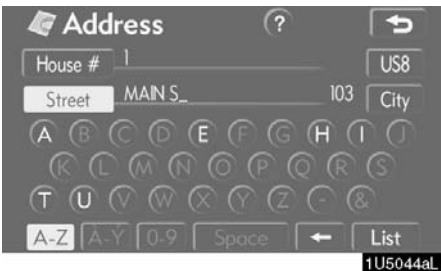 Address ?
House # 1 US8
Street MAIN S_ 103 City
A B C D E F G H I J
K L M N O P Q R S
T U V W X Y Z - &
A-Z À-Ý 0-9 Space ← List
1U5044aL